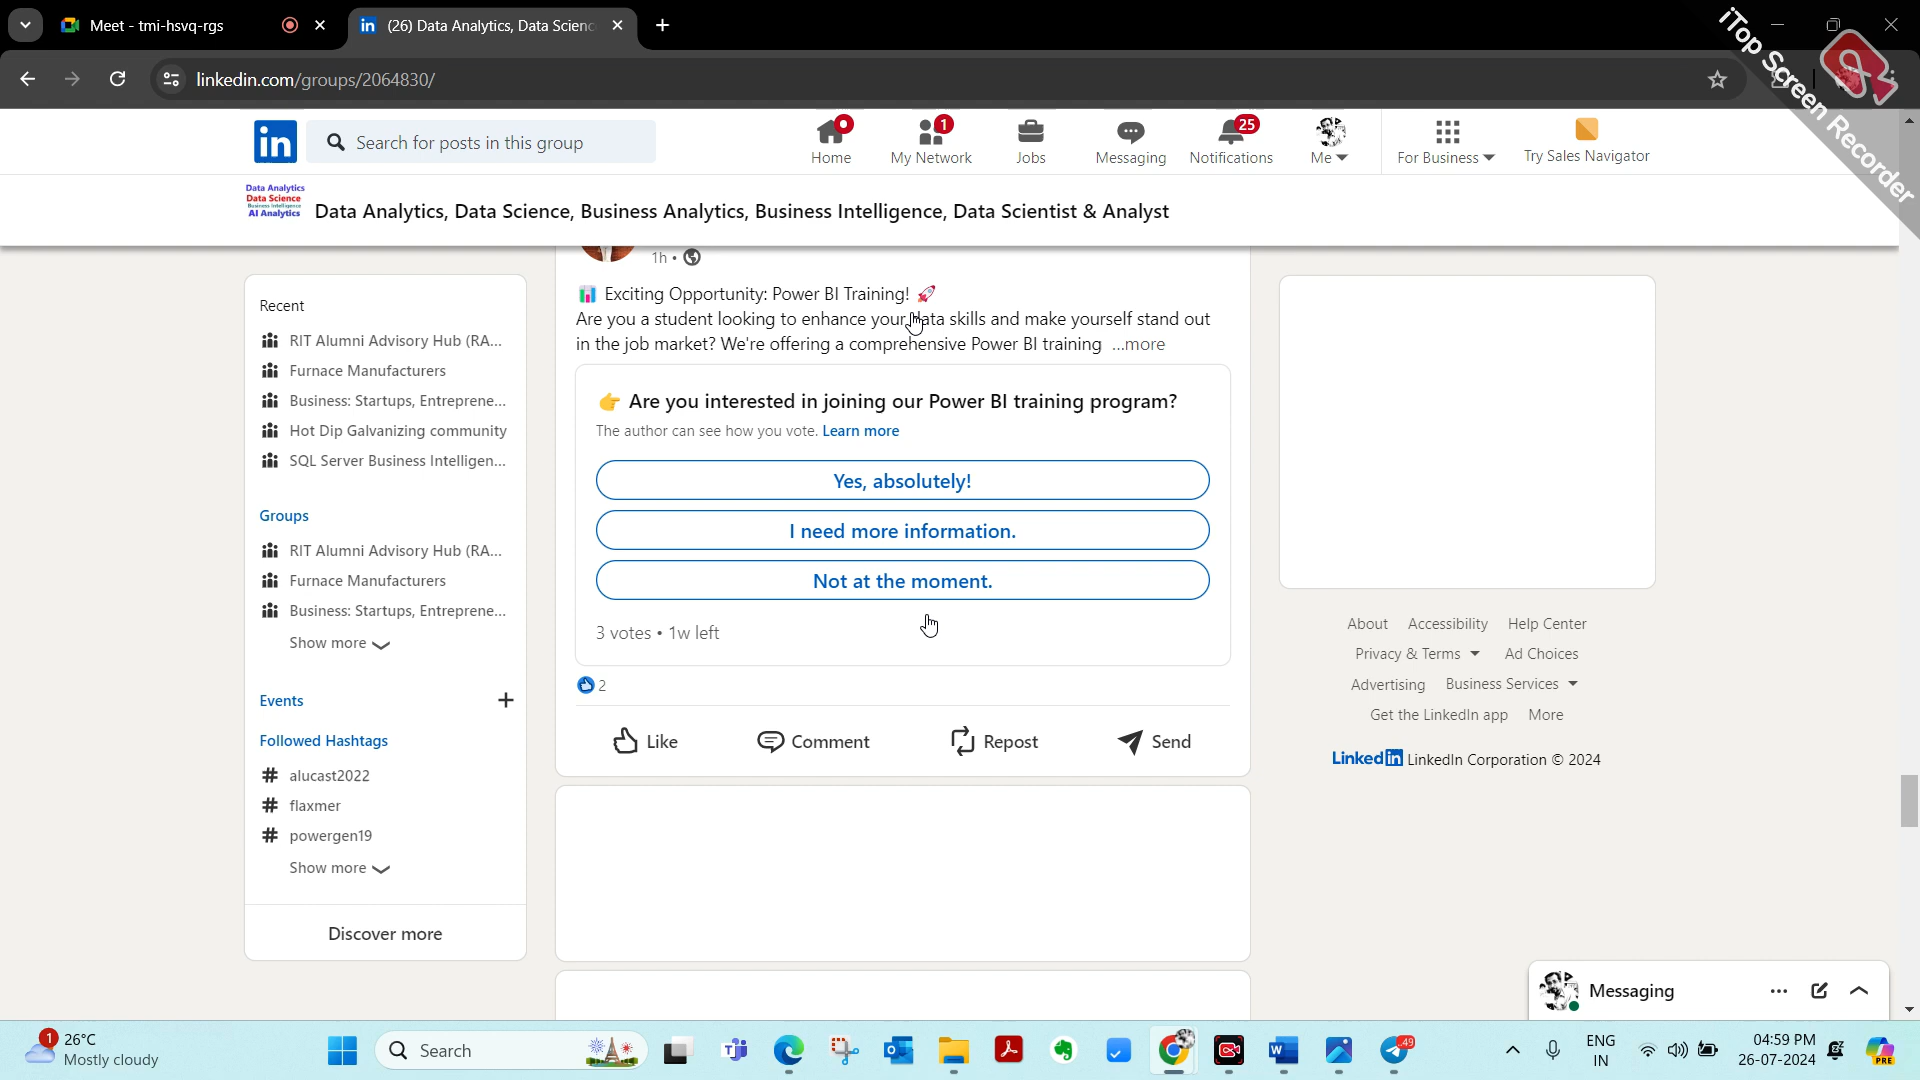 Meet - tmi-hsvq-rgs
(26) Data Analytics, Data Scienc
linkedin.com/groups/2064830/
iTop Screen Recorder
in
Search for posts in this group
Home
1
My Network
Jobs
Messaging
25
Notifications
Me
For Business
Try Sales Navigator
Data Analytics
Data Science
Business Intelligence
AI Analytics
Data Analytics, Data Science, Business Analytics, Business Intelligence, Data Scientist & Analyst
Recent
RIT Alumni Advisory Hub (RA...
Furnace Manufacturers
Business: Startups, Entreprene...
Hot Dip Galvanizing community
SQL Server Business Intelligen...
Groups
RIT Alumni Advisory Hub (RA...
Furnace Manufacturers
Business: Startups, Entreprene...
Show more
Events
Followed Hashtags
# alucast2022
# flaxmer
# powergen19
Show more
Discover more
1h •
📊 Exciting Opportunity: Power BI Training! 🚀
Are you a student looking to enhance your data skills and make yourself stand out
in the job market? We're offering a comprehensive Power BI training ...more
👉 Are you interested in joining our Power BI training program?
The author can see how you vote. Learn more
Yes, absolutely!
I need more information.
Not at the moment.
3 votes • 1w left
2
Like
Comment
Repost
Send
About Accessibility Help Center
Privacy & Terms Ad Choices
Advertising Business Services
Get the LinkedIn app More
LinkedIn LinkedIn Corporation © 2024
Messaging
1
26°C
Mostly cloudy
Search
49
ENG
IN
04:59 PM
26-07-2024
PRE